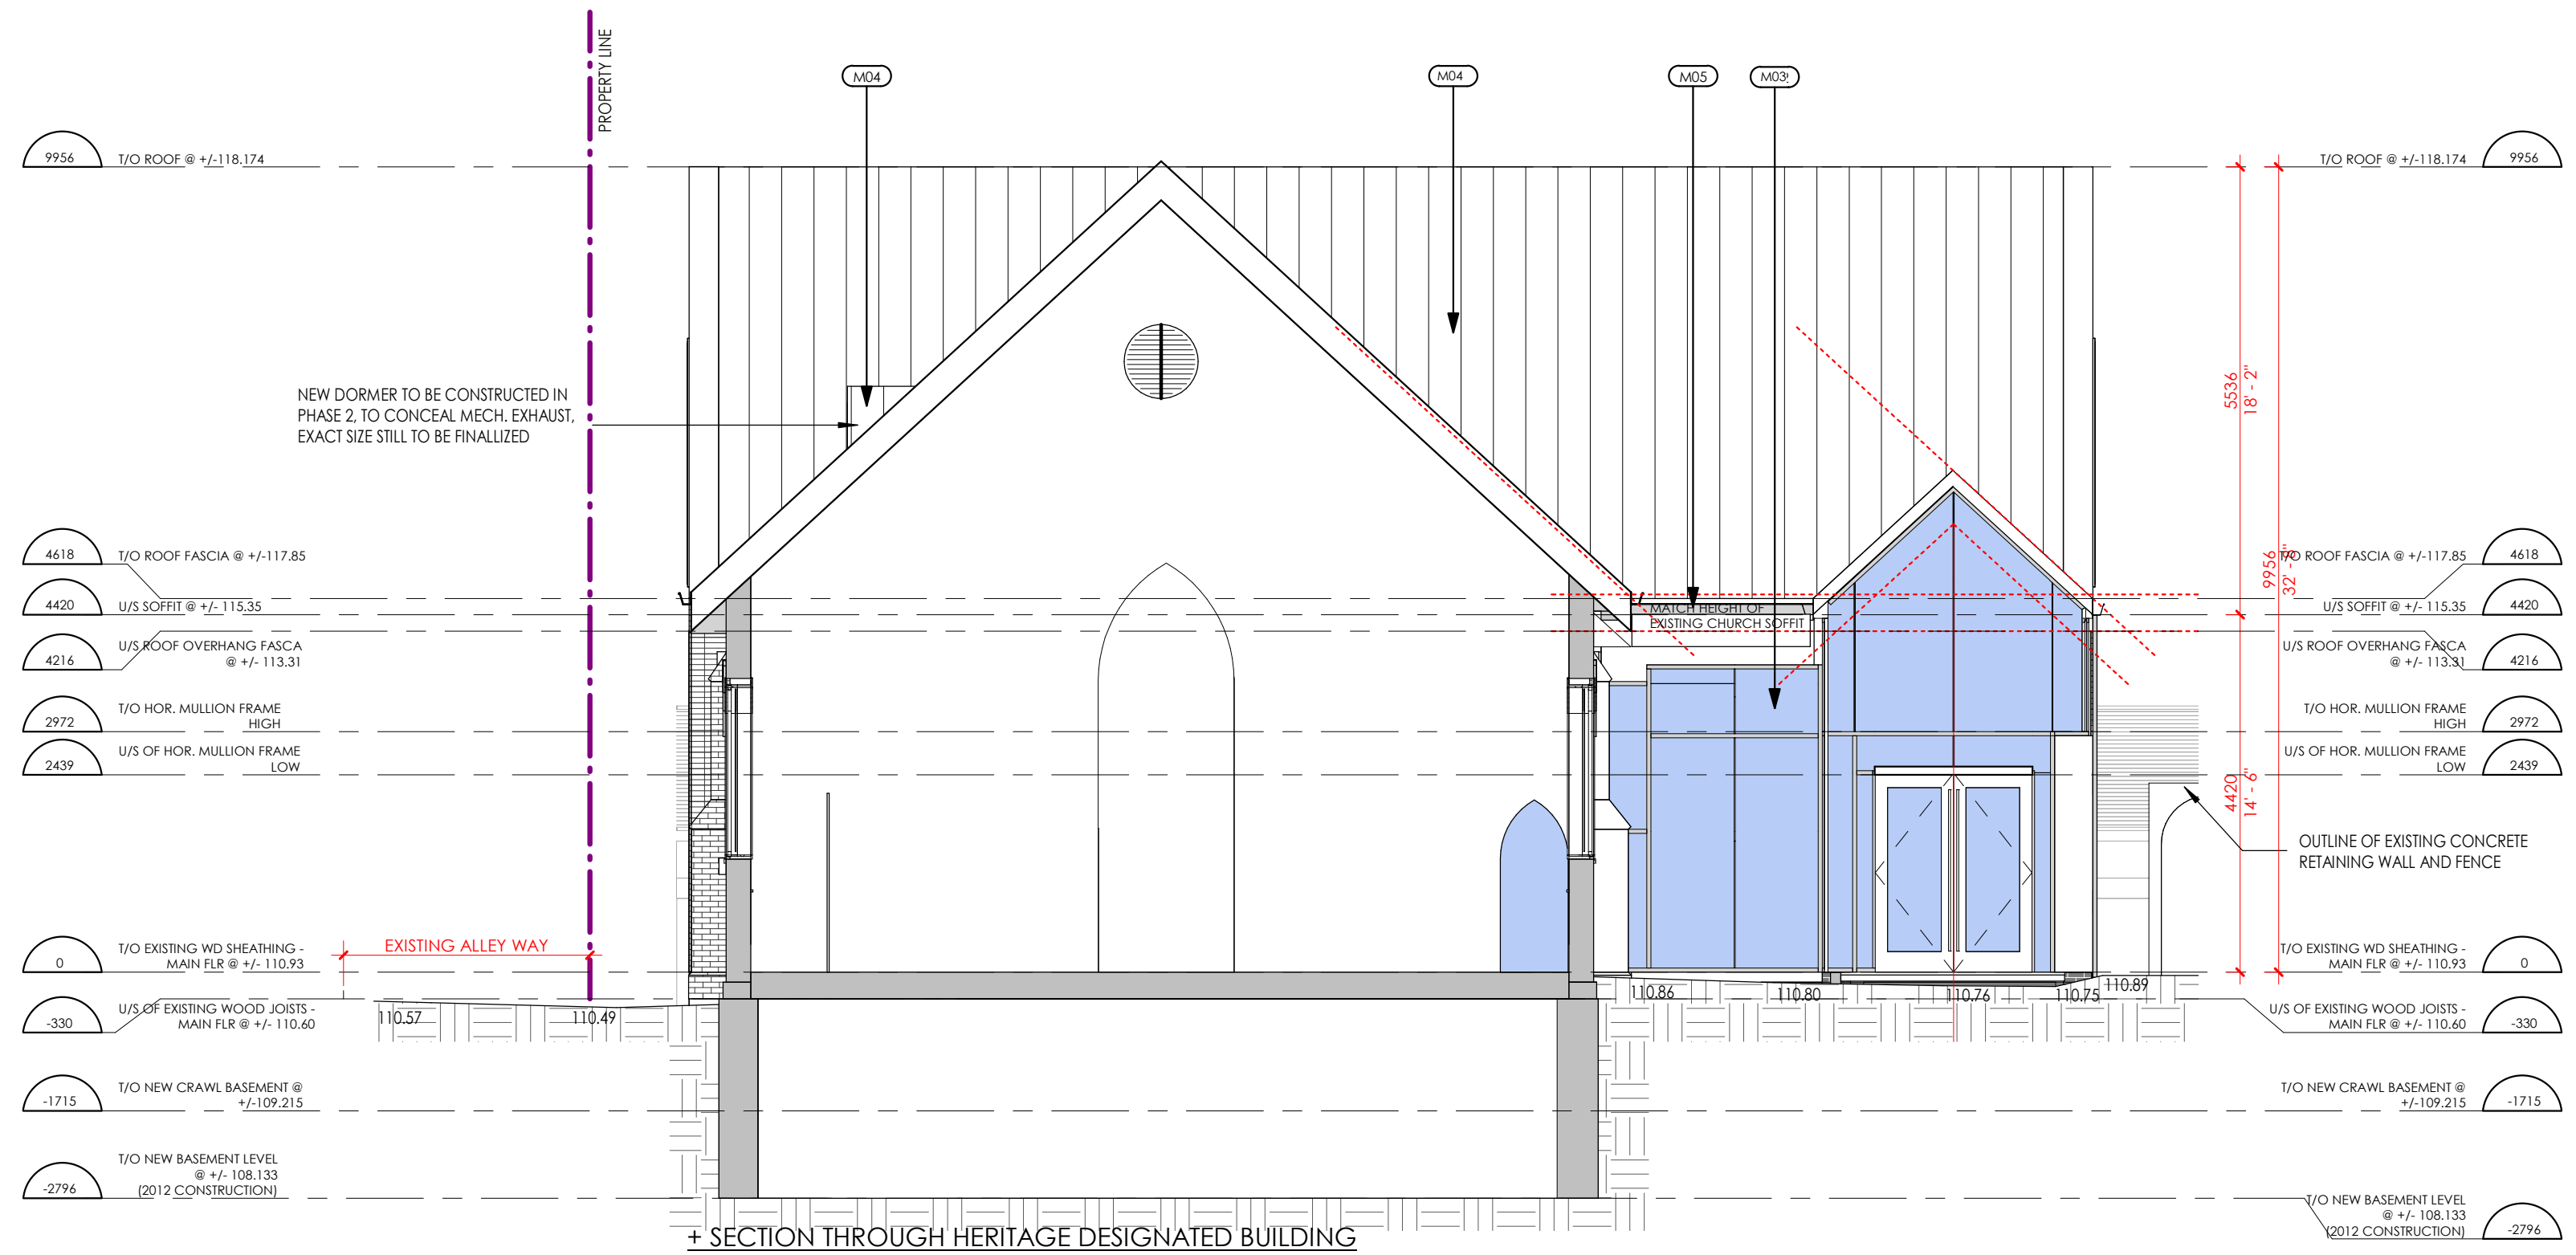 PROPERTY LINE
M04
M04
M05
M03
9956
T/O ROOF @ +/-118.174
T/O ROOF @ +/-118.174
9956
NEW DORMER TO BE CONSTRUCTED IN
PHASE 2, TO CONCEAL MECH. EXHAUST,
EXACT SIZE STILL TO BE FINALLIZED
5536
18' - 2"
4618
T/O ROOF FASCIA @ +/-117.85
9956
32' - 8"
T/O ROOF FASCIA @ +/-117.85
4618
4420
U/S SOFFIT @ +/- 115.35
MATCH HEIGHT OF
EXISTING CHURCH SOFFIT
U/S SOFFIT @ +/- 115.35
4420
4216
U/S ROOF OVERHANG FASCA
@ +/- 113.31
U/S ROOF OVERHANG FASCA
@ +/- 113.31
4216
2972
T/O HOR. MULLION FRAME
HIGH
T/O HOR. MULLION FRAME
HIGH
2972
2439
U/S OF HOR. MULLION FRAME
LOW
U/S OF HOR. MULLION FRAME
LOW
2439
4420
14' - 6"
OUTLINE OF EXISTING CONCRETE
RETAINING WALL AND FENCE
EXISTING ALLEY WAY
0
T/O EXISTING WD SHEATHING -
MAIN FLR @ +/- 110.93
T/O EXISTING WD SHEATHING -
MAIN FLR @ +/- 110.93
0
110.57
110.49
110.86
110.80
110.76
110.75
110.89
-330
U/S OF EXISTING WOOD JOISTS -
MAIN FLR @ +/- 110.60
U/S OF EXISTING WOOD JOISTS -
MAIN FLR @ +/- 110.60
-330
-1715
T/O NEW CRAWL BASEMENT @
+/-109.215
T/O NEW CRAWL BASEMENT @
+/-109.215
-1715
-2796
T/O NEW BASEMENT LEVEL
@ +/- 108.133
(2012 CONSTRUCTION)
T/O NEW BASEMENT LEVEL
@ +/- 108.133
(2012 CONSTRUCTION)
-2796
+ SECTION THROUGH HERITAGE DESIGNATED BUILDING